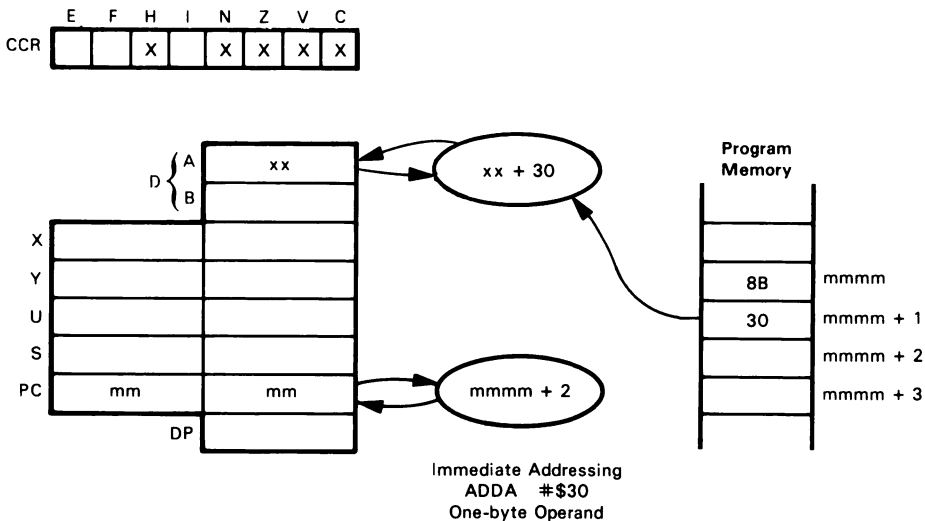 E F H I N Z V C
CCR X X X X X
D { A xx
B
xx + 30
Program
Memory
X
Y
8B mmmm
U
30 mmmm + 1
S
mmmm + 2
PC mm mm
mmmm + 2
mmmm + 3
DP
Immediate Addressing
ADDA #$30
One-byte Operand